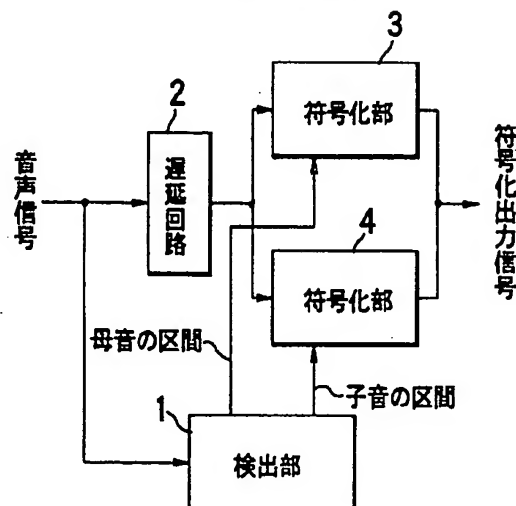 3
符号化部
2
遅延回路
音声信号
符号化出力信号
4
符号化部
母音の区間
子音の区間
1
検出部